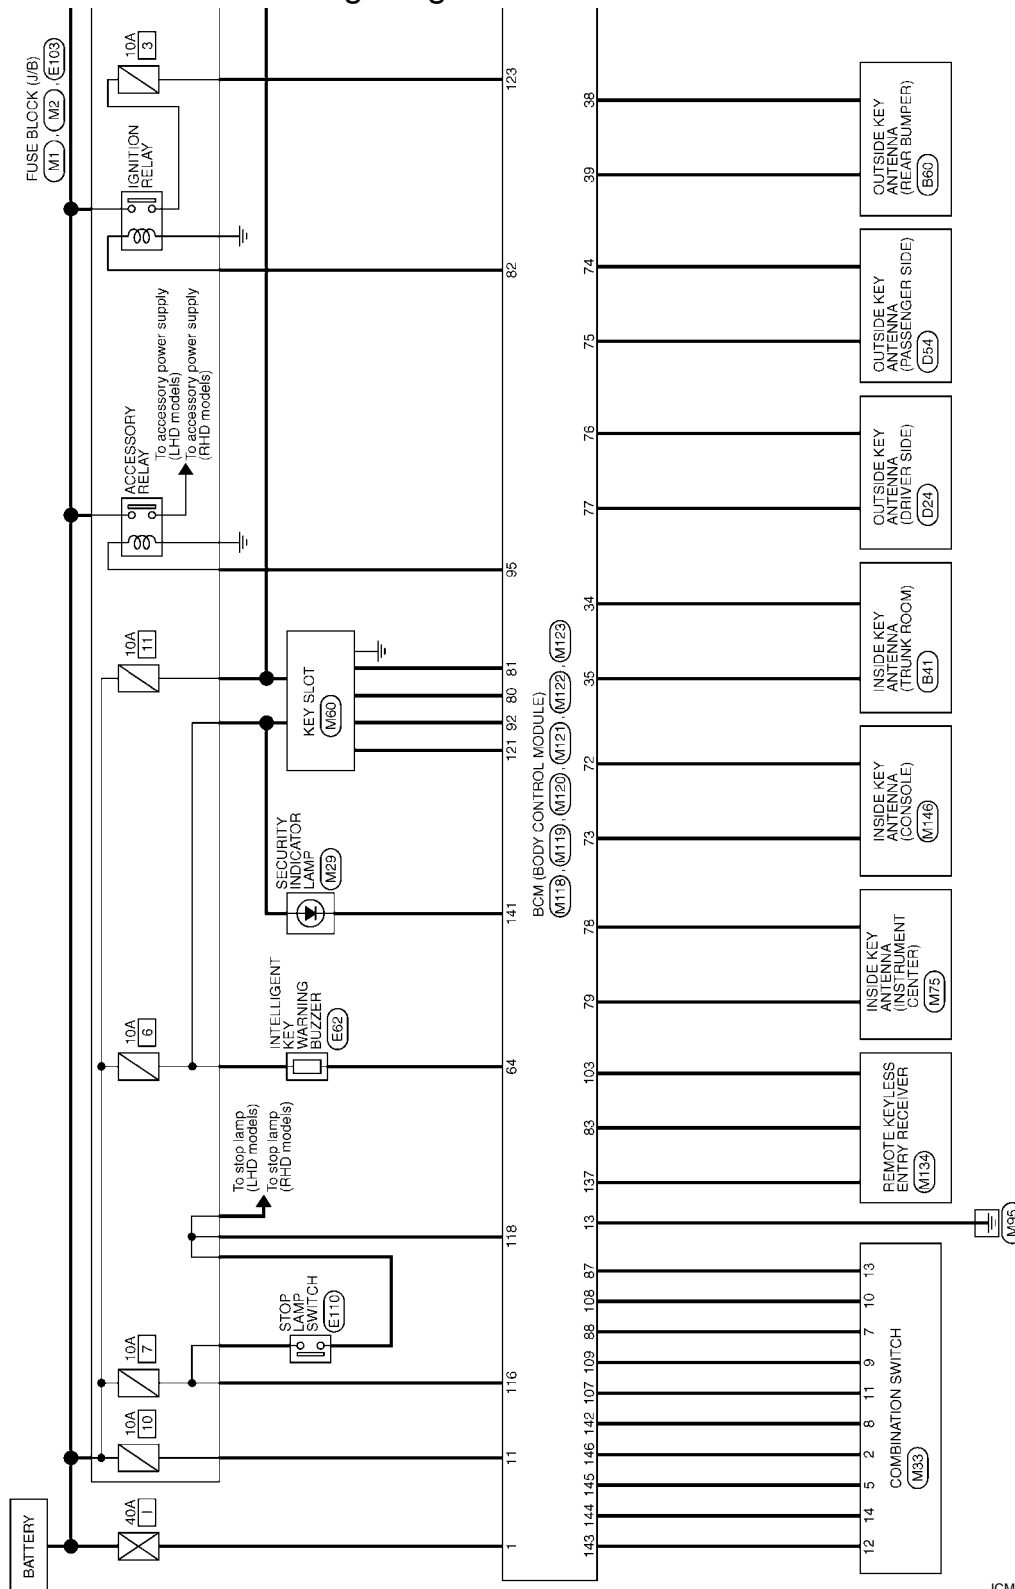 BATTERY
40A
I
10A
10
10A
7
10A
6
10A
11
10A
3
FUSE BLOCK (J/B)
M1 , M2 , E103
STOP
LAMP
SWITCH
E110
To stop lamp
(LHD models)
To stop lamp
(RHD models)
INTELLIGENT
KEY
WARNING
BUZZER
E62
SECURITY
INDICATOR
LAMP
M29
KEY SLOT
M60
ACCESSORY
RELAY
To accessory power supply
(LHD models)
To accessory power supply
(RHD models)
IGNITION
RELAY
1 11 116 118 64 141 121 92 80 81 95 82 123
BCM (BODY CONTROL MODULE)
M118 , M119 , M120 , M121 , M122 , M123
143 144 145 146 142 107 109 88 108 87 13 137 83 103 79 78 73 72 35 34 77 76 75 74 39 38
12 14 5 2 8 11 9 7 10 13
COMBINATION SWITCH
M33
M95
REMOTE KEYLESS
ENTRY RECEIVER
M134
INSIDE KEY
ANTENNA
(INSTRUMENT
CENTER)
M75
INSIDE KEY
ANTENNA
(CONSOLE)
M146
INSIDE KEY
ANTENNA
(TRUNK ROOM)
B41
OUTSIDE KEY
ANTENNA
(DRIVER SIDE)
D24
OUTSIDE KEY
ANTENNA
(PASSENGER SIDE)
D54
OUTSIDE KEY
ANTENNA
(REAR BUMPER)
B60